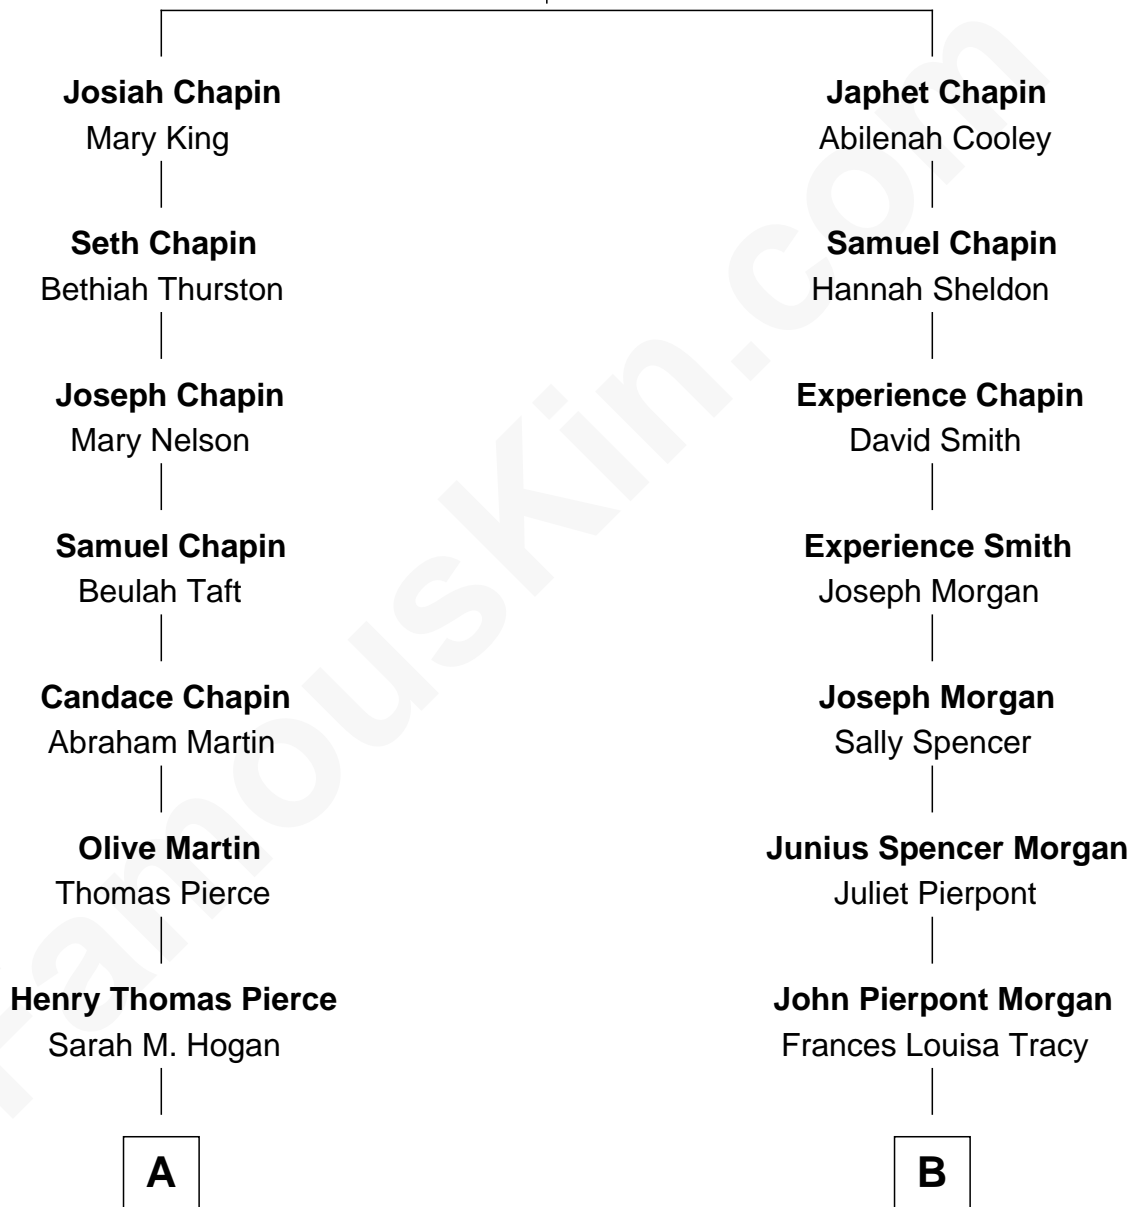 Josiah Chapin
Mary King
Seth Chapin
Bethiah Thurston
Joseph Chapin
Mary Nelson
Samuel Chapin
Beulah Taft
Candace Chapin
Abraham Martin
Olive Martin
Thomas Pierce
Henry Thomas Pierce
Sarah M. Hogan
A
Japhet Chapin
Abilenah Cooley
Samuel Chapin
Hannah Sheldon
Experience Chapin
David Smith
Experience Smith
Joseph Morgan
Joseph Morgan
Sally Spencer
Junius Spencer Morgan
Juliet Pierpont
John Pierpont Morgan
Frances Louisa Tracy
B
FamousKin.com